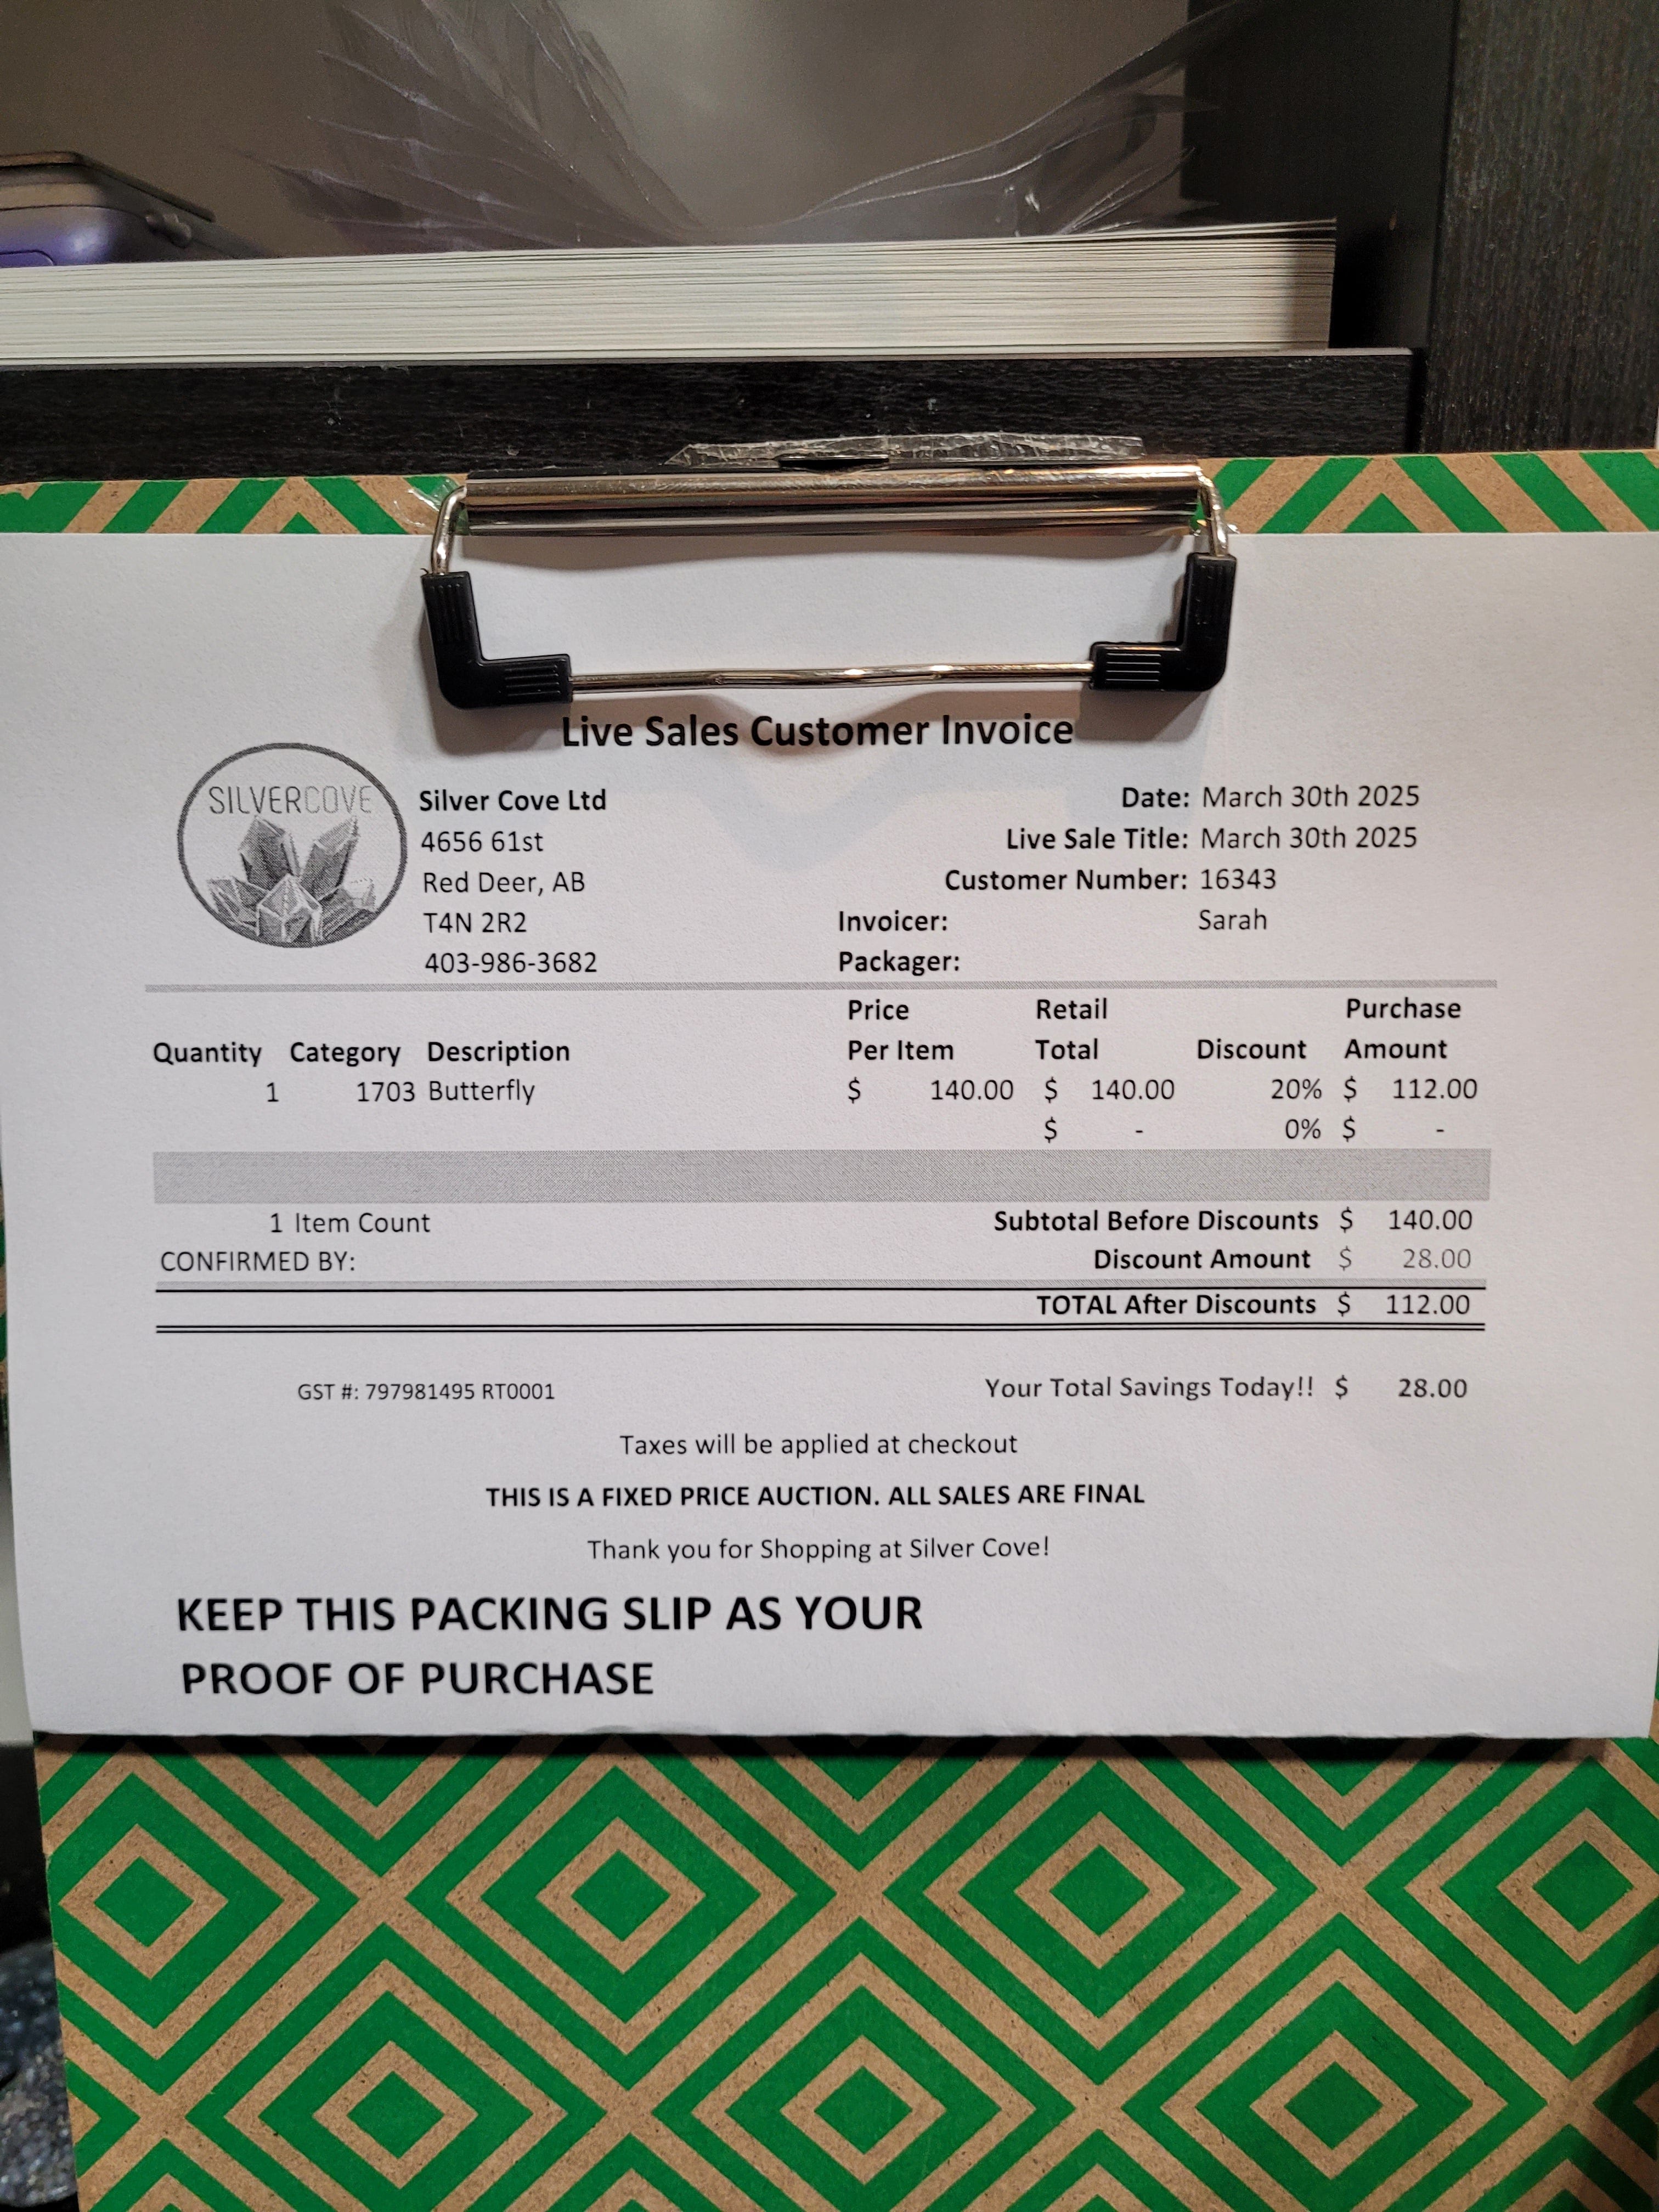 Live Sales Customer Invoice
SILVERCOVE
Silver Cove Ltd
4656 61st
Red Deer, AB
T4N 2R2
403-986-3682
Date: March 30th 2025
Live Sale Title: March 30th 2025
Customer Number: 16343
Invoicer: Sarah
Packager:
Price Retail Purchase
Quantity Category Description Per Item Total Discount Amount
1 1703 Butterfly $ 140.00 $ 140.00 20% $ 112.00
$ - 0% $ -
1 Item Count Subtotal Before Discounts $ 140.00
CONFIRMED BY: Discount Amount $ 28.00
TOTAL After Discounts $ 112.00
GST #: 797981495 RT0001 Your Total Savings Today!! $ 28.00
Taxes will be applied at checkout
THIS IS A FIXED PRICE AUCTION. ALL SALES ARE FINAL
Thank you for Shopping at Silver Cove!
KEEP THIS PACKING SLIP AS YOUR
PROOF OF PURCHASE